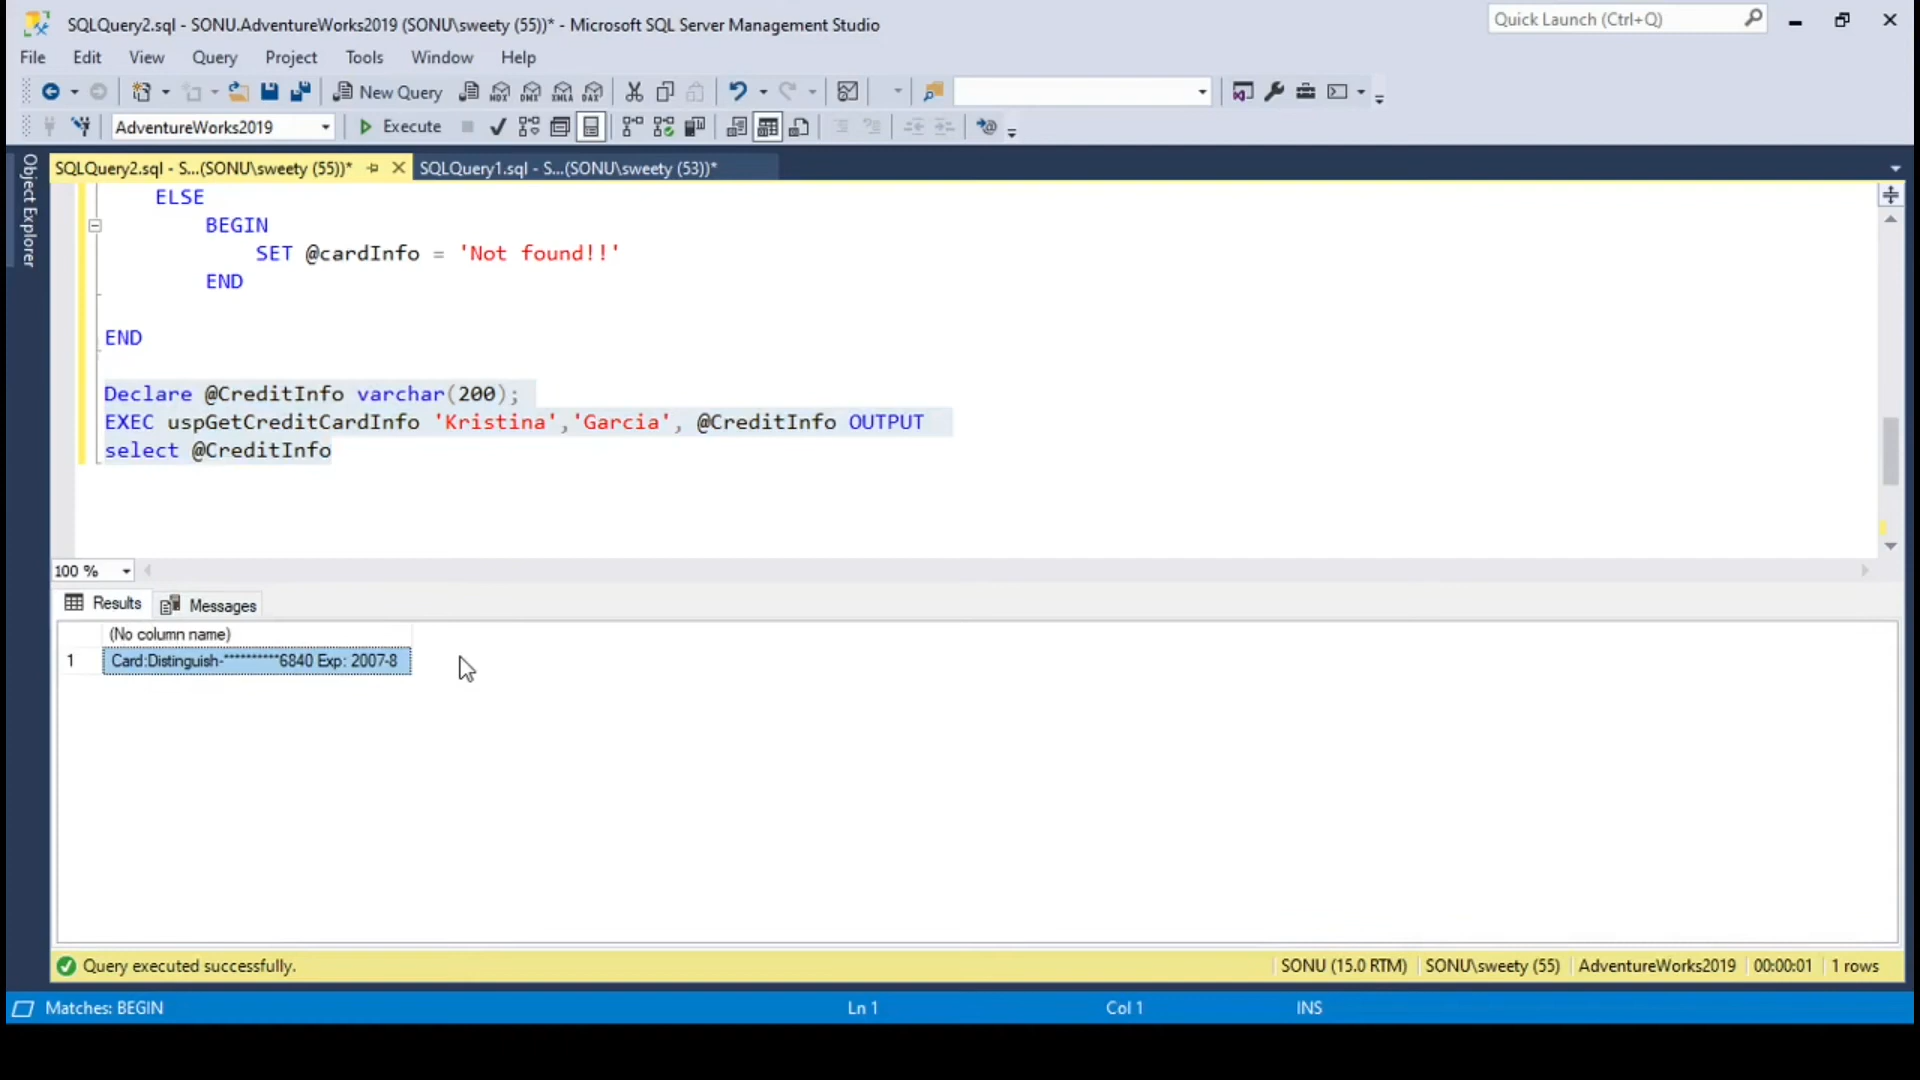 SQLQuery2.sql - SONU.AdventureWorks2019 (SONU\sweety (55))* - Microsoft SQL Server Management Studio
Quick Launch (Ctrl+Q)
File Edit View Query Project Tools Window Help
New Query MDX DMX XMLA DAX
AdventureWorks2019 Execute
Object Explorer
SQLQuery2.sql - S...(SONU\sweety (55))* SQLQuery1.sql - S...(SONU\sweety (53))*
ELSE
BEGIN
SET @cardInfo = 'Not found!!'
END
END
Declare @CreditInfo varchar(200);
EXEC uspGetCreditCardInfo 'Kristina','Garcia', @CreditInfo OUTPUT
select @CreditInfo
100 %
Results Messages
(No column name)
1 Card:Distinguish-**********6840 Exp: 2007-8
Query executed successfully. SONU (15.0 RTM) SONU\sweety (55) AdventureWorks2019 00:00:01 1 rows
Matches: BEGIN Ln 1 Col 1 INS